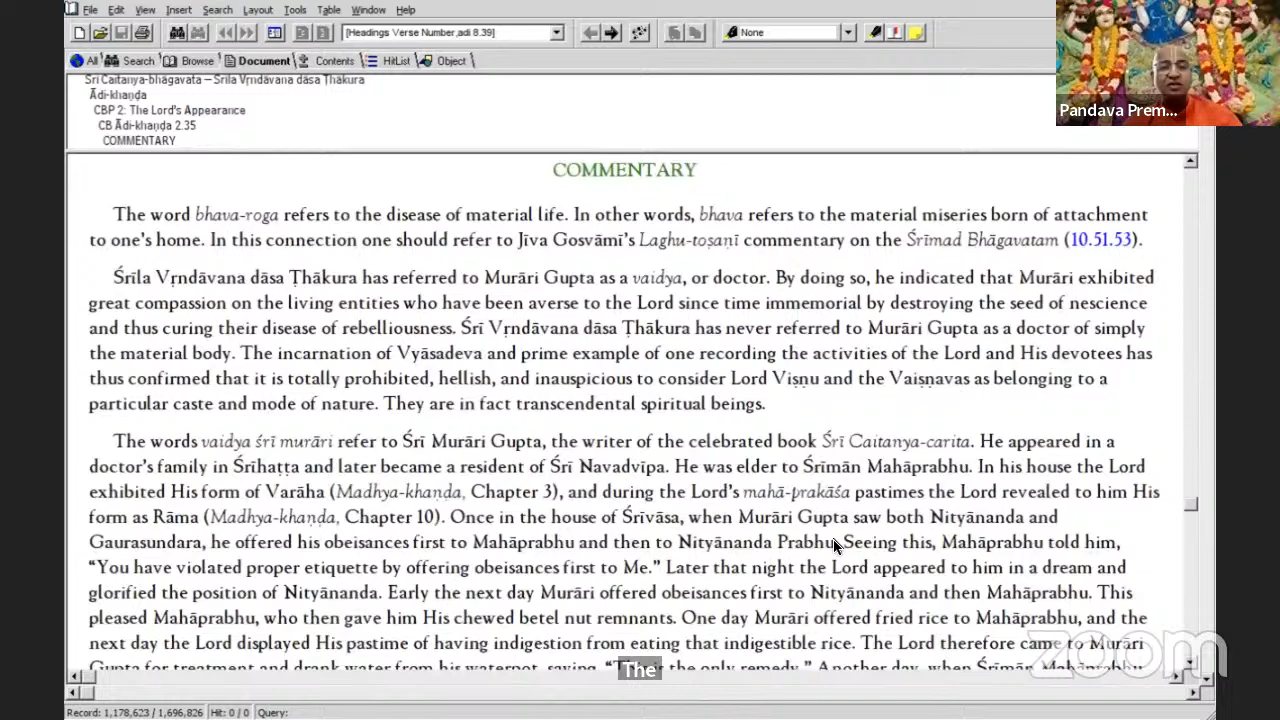 File Edit View Insert Search Layout Tools Table Window Help
[Headings Verse Number,adi 8.39] None
All Search Browse Document Contents HitList Object
Śrī Caitanya-bhāgavata – Śrīla Vṛndāvana dāsa Ṭhākura
Ādi-khaṇḍa
CBP 2: The Lord's Appearance
CB Ādi-khaṇḍa 2.35
COMMENTARY
Pandava Prem...
COMMENTARY
The word bhava-roga refers to the disease of material life. In other words, bhava refers to the material miseries born of attachment
to one's home. In this connection one should refer to Jīva Gosvāmī's Laghu-toṣaṇī commentary on the Śrīmad Bhāgavatam (10.51.53).
Śrīla Vṛndāvana dāsa Ṭhākura has referred to Murāri Gupta as a vaidya, or doctor. By doing so, he indicated that Murāri exhibited
great compassion on the living entities who have been averse to the Lord since time immemorial by destroying the seed of nescience
and thus curing their disease of rebelliousness. Śrī Vṛndāvana dāsa Ṭhākura has never referred to Murāri Gupta as a doctor of simply
the material body. The incarnation of Vyāsadeva and prime example of one recording the activities of the Lord and His devotees has
thus confirmed that it is totally prohibited, hellish, and inauspicious to consider Lord Viṣṇu and the Vaiṣṇavas as belonging to a
particular caste and mode of nature. They are in fact transcendental spiritual beings.
The words vaidya śrī murāri refer to Śrī Murāri Gupta, the writer of the celebrated book Śrī Caitanya-carita. He appeared in a
doctor's family in Śrīhaṭṭa and later became a resident of Śrī Navadvīpa. He was elder to Śrīmān Mahāprabhu. In his house the Lord
exhibited His form of Varāha (Madhya-khaṇḍa, Chapter 3), and during the Lord's mahā-prakāśa pastimes the Lord revealed to him His
form as Rāma (Madhya-khaṇḍa, Chapter 10). Once in the house of Śrīvāsa, when Murāri Gupta saw both Nityānanda and
Gaurasundara, he offered his obeisances first to Mahāprabhu and then to Nityānanda Prabhu. Seeing this, Mahāprabhu told him,
“You have violated proper etiquette by offering obeisances first to Me.” Later that night the Lord appeared to him in a dream and
glorified the position of Nityānanda. Early the next day Murāri offered obeisances first to Nityānanda and then Mahāprabhu. This
pleased Mahāprabhu, who then gave him His chewed betel nut remnants. One day Murāri offered fried rice to Mahāprabhu, and the
next day the Lord displayed His pastime of having indigestion from eating that indigestible rice. The Lord therefore came to Murāri
Gupta for treatment and drank water from his waterpot, saying, the only remedy.” Another day, when Śrīmān Mahāprabhu
The
zoom
Record: 1,178,623 / 1,696,826 Hit: 0 / 0 Query: